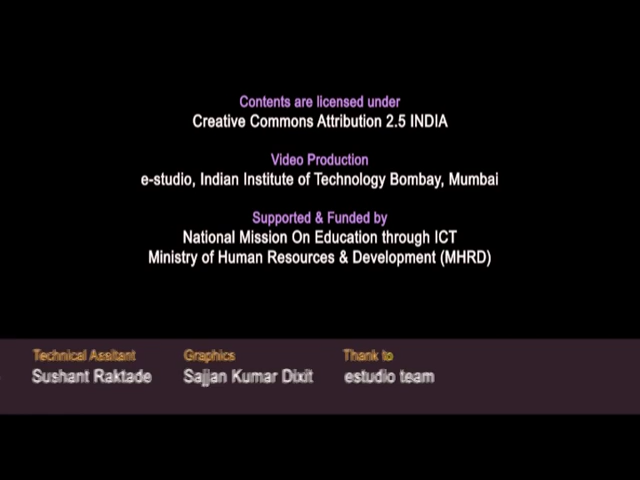 Contents are licensed under
Creative Commons Attribution 2.5 INDIA
Video Production
e-studio, Indian Institute of Technology Bombay, Mumbai
Supported & Funded by
National Mission On Education through ICT
Ministry of Human Resources & Development (MHRD)
Technical Assitant Graphics Thank to
Sushant Raktade Sajjan Kumar Dixit estudio team